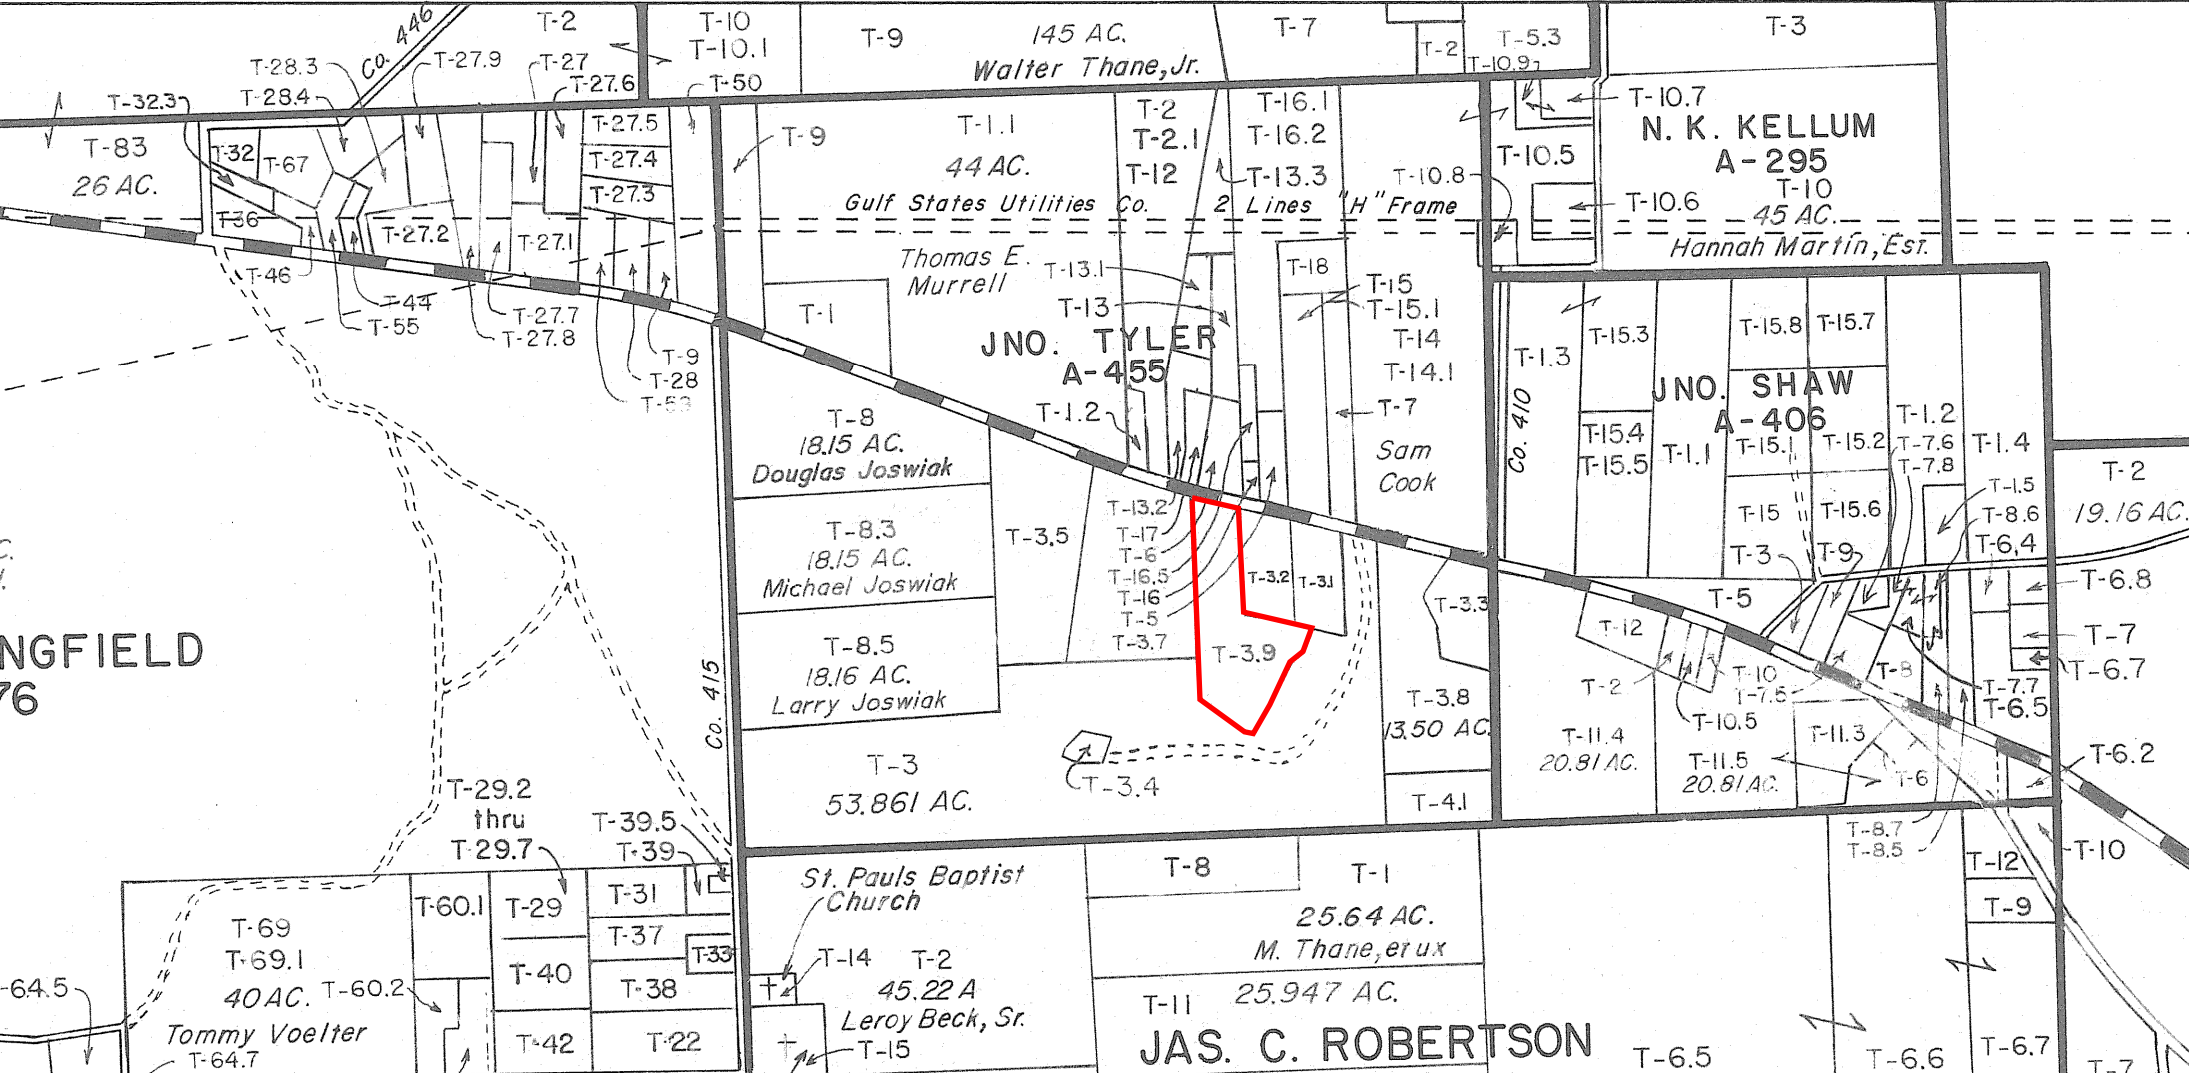 Co. 446
T-2
T-10
T-10.1
T-9
145 AC.
Walter Thane, Jr.
T-7
T-2
T-5.3
T-10.9
T-3
T-28.3
T-28.4
T-27.9
T-27
T-27.6
T-50
T-32.3
T-83
26 AC.
T-32
T-67
T-36
T-27.5
T-27.4
T-27.3
T-27.2
T-27.1
T-9
T-1.1
44 AC.
T-2
T-2.1
T-12
T-16.1
T-16.2
T-13.3
T-10.8
T-10.7
N. K. KELLUM
A-295
T-10.5
T-10.6
T-10
45 AC.
Hannah Martin, Est.
Gulf States Utilities Co. 2 Lines "H" Frame
Thomas E.
Murrell
T-46
T-44
T-55
T-27.7
T-27.8
T-9
T-28
T-1
T-13.1
T-13
T-18
T-15
T-15.1
T-14
T-14.1
JNO. TYLER
A-455
T-1.2
T-7
Sam
Cook
Co. 410
T-1.3
T-15.3
T-15.4
T-15.5
T-1.1
T-15.8
T-15.7
JNO. SHAW
A-406
T-15.1
T-15.2
T-15
T-15.6
T-1.2
T-7.6
T-7.8
T-1.4
T-1.5
T-8.6
T-6.4
T-2
19.16 AC.
T-3
T-9
T-8
18.15 AC.
Douglas Joswiak
T-8.3
18.15 AC.
Michael Joswiak
T-8.5
18.16 AC.
Larry Joswiak
T-3.5
T-13.2
T-17
T-6
T-16.5
T-16
T-5
T-3.7
T-3.2
T-3.1
T-3.9
T-3.3
T-3.8
13.50 AC.
T-4.1
T-3
53.861 AC.
T-3.4
Co. 415
NGFIELD
76
T-5
T-12
T-2
T-10
T-7.5
T-10.5
T-8
T-7.7
T-6.5
T-6.8
T-7
T-6.7
T-6.2
T-11.4
20.81 AC.
T-11.5
20.81 AC.
T-11.3
T-6
T-8.7
T-8.5
T-10
T-12
T-9
T-29.2
thru
T-29.7
T-39.5
T-39
T-60.1
T-29
T-31
T-37
T-33
T-40
T-38
T-42
T-22
T-69
T-69.1
40 AC.
Tommy Voelter
T-60.2
-64.5
T-64.7
St. Pauls Baptist
Church
T-14
T-2
45.22 A
Leroy Beck, Sr.
T-15
T-8
T-1
25.64 AC.
M. Thane, et ux
T-11
25.947 AC.
JAS. C. ROBERTSON
T-6.5
T-6.6
T-6.7
T-7